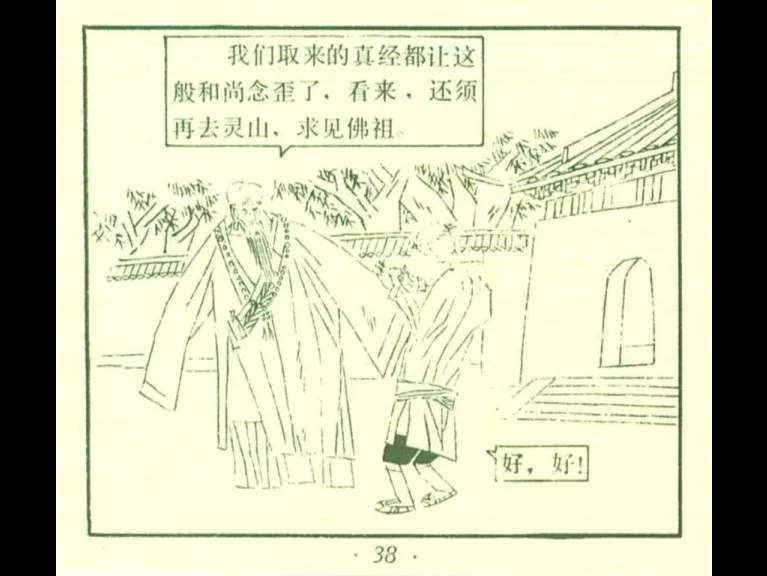 我们取来的真经都让这
般和尚念歪了，看来，还须
再去灵山，求见佛祖。
好，好！
· 38 ·